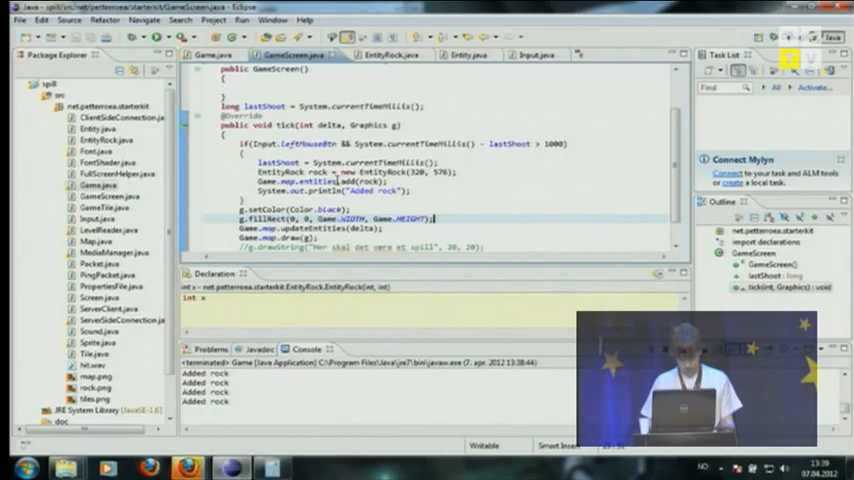 Java - spill/src/net/petterroea/starterkit/GameScreen.java - Eclipse
File Edit Source Refactor Navigate Search Project Run Window Help
Java
Package Explorer
Game.java GameScreen.java EntityRock.java Entity.java Input.java
Task List
spill
src
net.petterroea.starterkit
ClientSideConnection.ja
Entity.java
EntityRock.java
Font.java
FontShader.java
FullScreenHelper.java
Game.java
GameScreen.java
GameTile.java
Input.java
LevelReader.java
Map.java
MediaManager.java
Packet.java
PingPacket.java
PropertiesFile.java
Screen.java
ServerClient.java
ServerSideConnection.ja
Sound.java
Sprite.java
Tile.java
hit.wav
map.png
rock.png
tiles.png
JRE System Library [JavaSE-1.6]
doc
public GameScreen()
{
}
long lastShoot = System.currentTimeMillis();
@Override
public void tick(int delta, Graphics g)
{
if(Input.leftMouseBtn && System.currentTimeMillis() - lastShoot > 1000)
{
lastShoot = System.currentTimeMillis();
EntityRock rock = new EntityRock(320, 576);
Game.map.entities.add(rock);
System.out.println("Added rock");
}
g.setColor(Color.black);
g.fillRect(0, 0, Game.WIDTH, Game.HEIGHT);
Game.map.updateEntities(delta);
Game.map.draw(g);
//g.drawString("Her skal det være et spill", 20, 20);
Find All Activate...
Connect Mylyn
Connect to your task and ALM tools
or create a local task.
Outline
net.petterroea.starterkit
import declarations
GameScreen
GameScreen()
lastShoot : long
tick(int, Graphics) : void
Declaration
int x - net.petterroea.starterkit.EntityRock.EntityRock(int, int)
int x
Problems Javadoc Console
<terminated> Game [Java Application] C:\Program Files\Java\jre7\bin\javaw.exe (7. apr. 2012 13:38:44)
Added rock
Added rock
Added rock
Added rock
Writable Smart Insert
NO 13:39
07.04.2012